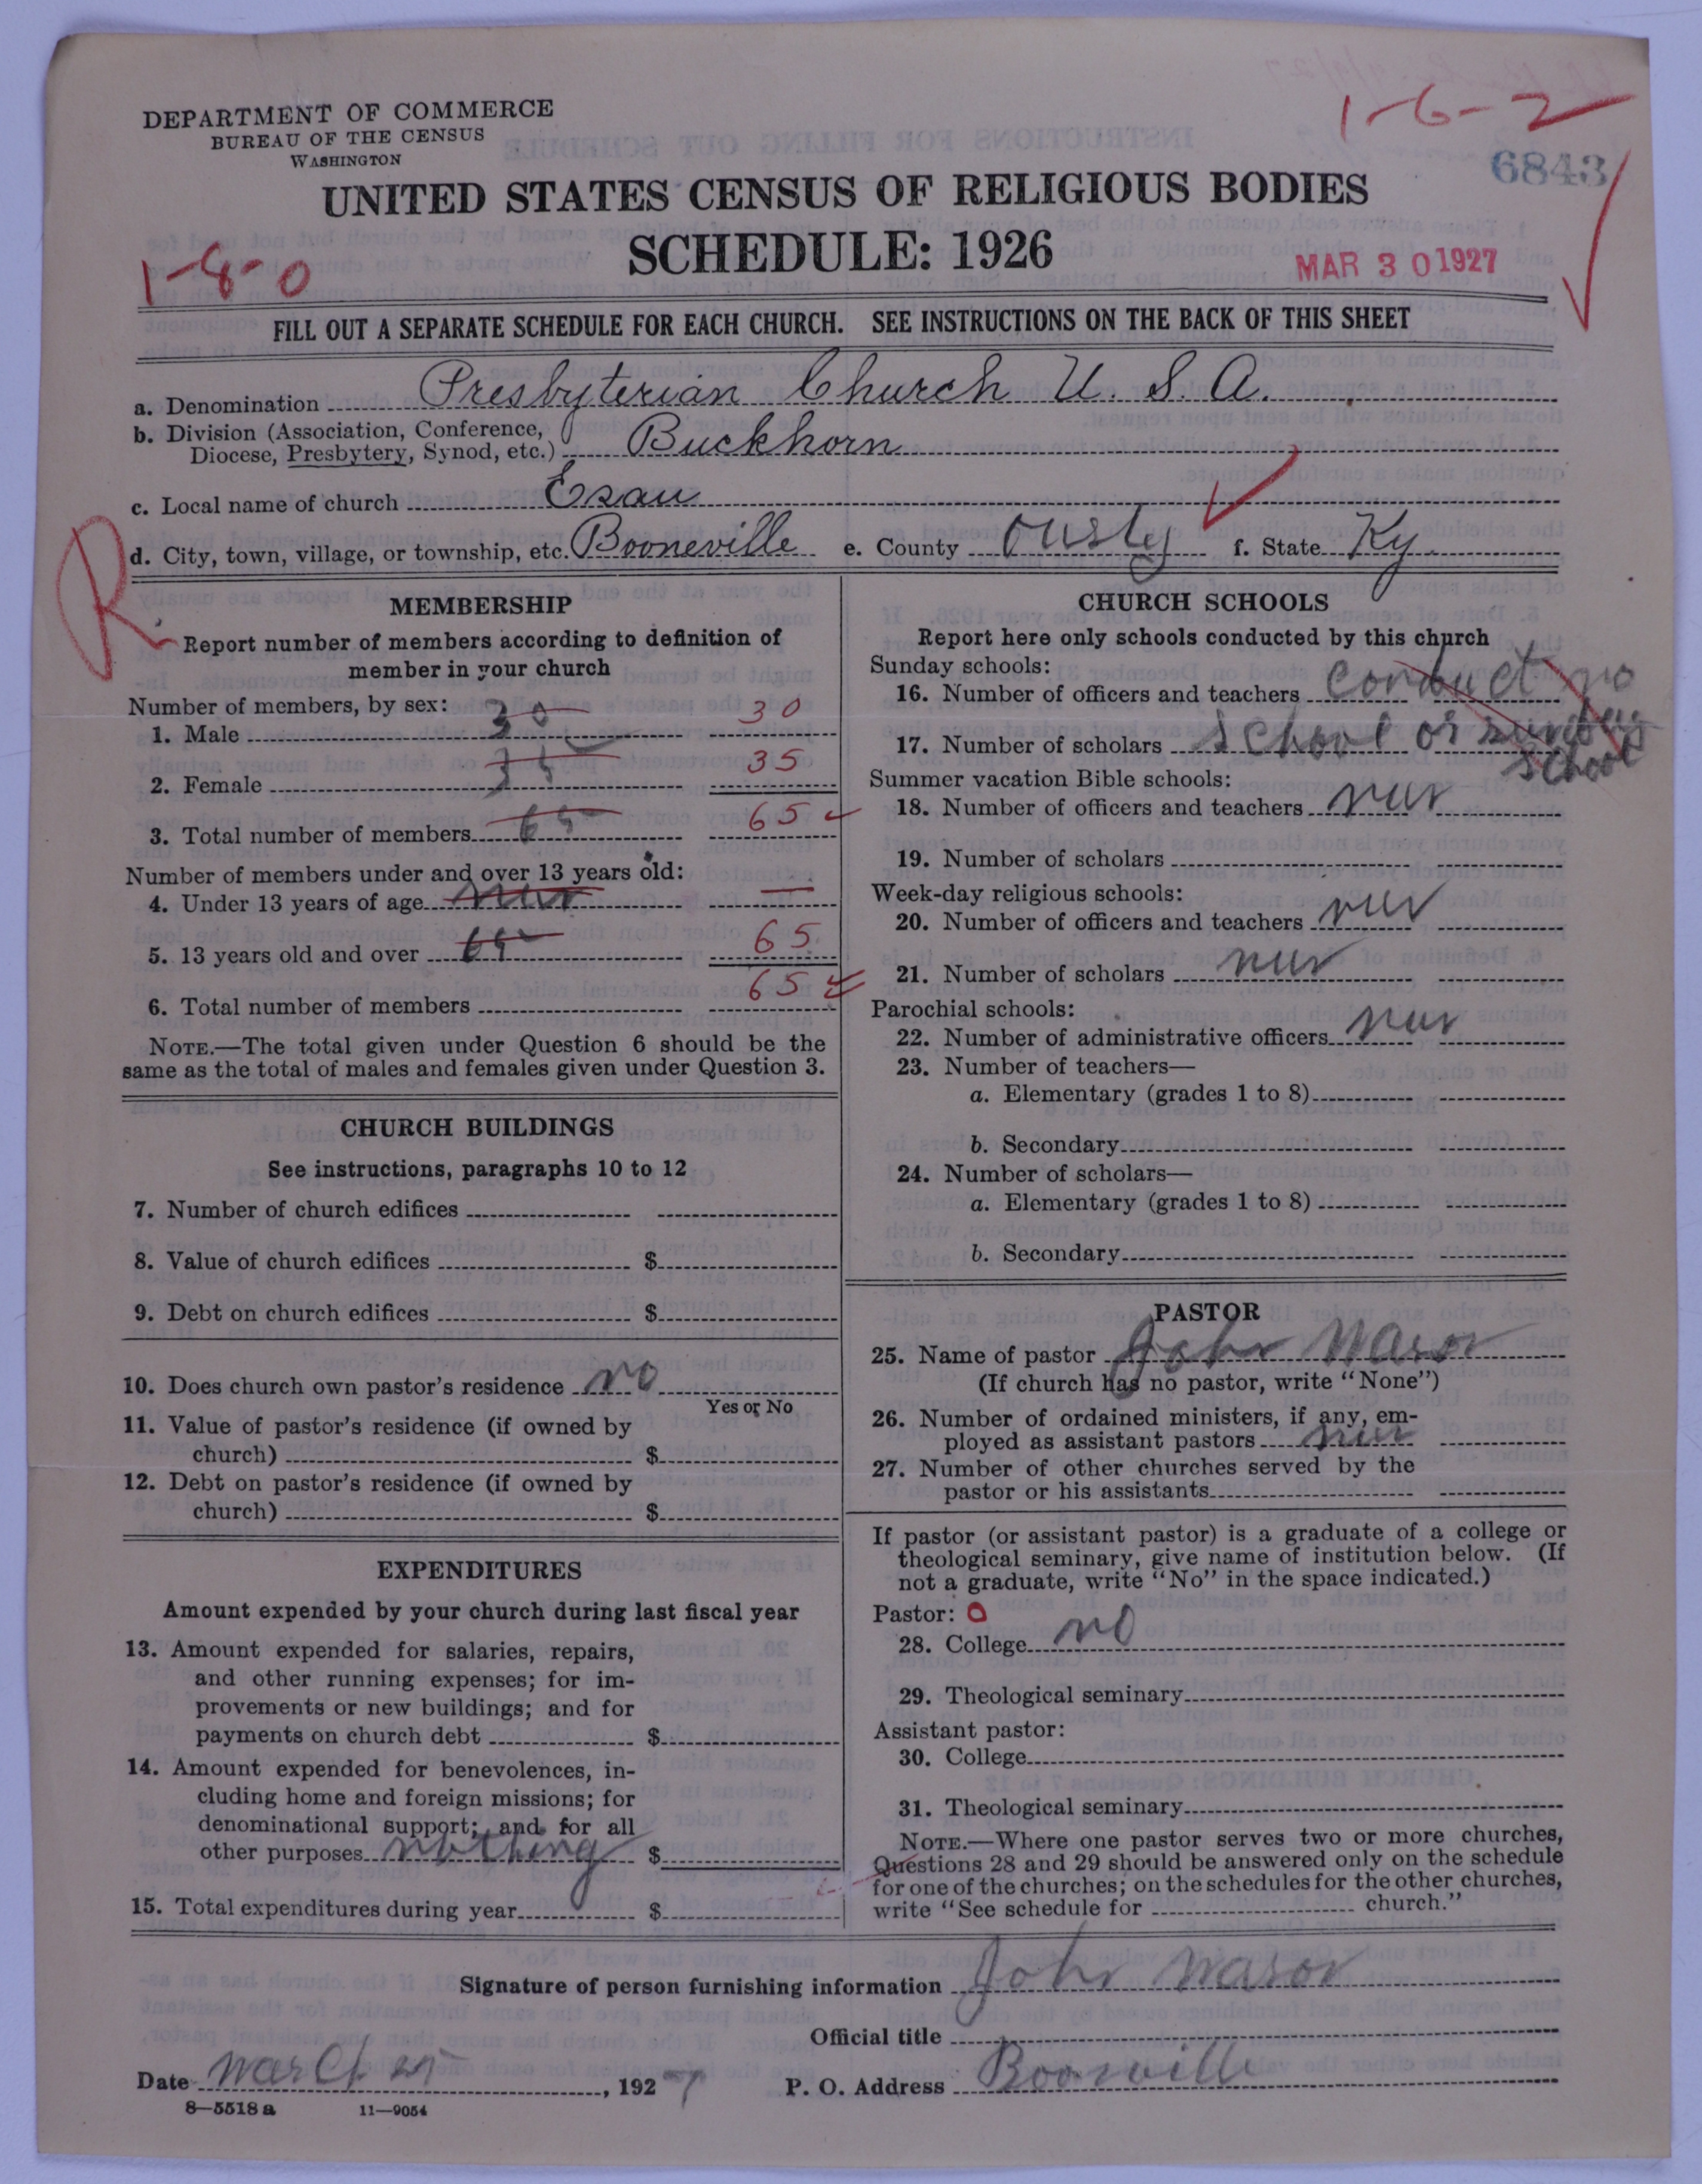 1-6-2
DEPARTMENT OF COMMERCE
BUREAU OF THE CENSUS
WASHINGTON
6843
UNITED STATES CENSUS OF RELIGIOUS BODIES
SCHEDULE: 1926
1-8-0
MAR 30 1927
FILL OUT A SEPARATE SCHEDULE FOR EACH CHURCH. SEE INSTRUCTIONS ON THE BACK OF THIS SHEET
a. Denomination Presbyterian Church U. S. A.
b. Division (Association, Conference,
Diocese, Presbytery, Synod, etc.) Buckhorn
c. Local name of church Esau
d. City, town, village, or township, etc. Booneville e. County Ously f. State Ky.
R
MEMBERSHIP
Report number of members according to definition of
member in your church
Number of members, by sex:
1. Male 30 30
2. Female 35 35
3. Total number of members 65 65
Number of members under and over 13 years old:
4. Under 13 years of age nun —
5. 13 years old and over 65 65
6. Total number of members 65
NOTE.—The total given under Question 6 should be the
same as the total of males and females given under Question 3.
CHURCH BUILDINGS
See instructions, paragraphs 10 to 12
7. Number of church edifices
8. Value of church edifices $
9. Debt on church edifices $
10. Does church own pastor's residence no
Yes or No
11. Value of pastor's residence (if owned by
church) $
12. Debt on pastor's residence (if owned by
church) $
EXPENDITURES
Amount expended by your church during last fiscal year
13. Amount expended for salaries, repairs,
and other running expenses; for im-
provements or new buildings; and for
payments on church debt $
14. Amount expended for benevolences, in-
cluding home and foreign missions; for
denominational support; and for all
other purposes nothing $
15. Total expenditures during year $
CHURCH SCHOOLS
Report here only schools conducted by this church
Sunday schools:
16. Number of officers and teachers conduct no
17. Number of scholars school or sunday
school
Summer vacation Bible schools:
18. Number of officers and teachers nun
19. Number of scholars
Week-day religious schools:
20. Number of officers and teachers nun
21. Number of scholars nun
Parochial schools:
22. Number of administrative officers nun
23. Number of teachers—
a. Elementary (grades 1 to 8)
b. Secondary
24. Number of scholars—
a. Elementary (grades 1 to 8)
b. Secondary
PASTOR
25. Name of pastor John Mason
(If church has no pastor, write "None")
26. Number of ordained ministers, if any, em-
ployed as assistant pastors nun
27. Number of other churches served by the
pastor or his assistants
If pastor (or assistant pastor) is a graduate of a college or
theological seminary, give name of institution below. (If
not a graduate, write "No" in the space indicated.)
Pastor: O
28. College no
29. Theological seminary
Assistant pastor:
30. College
31. Theological seminary
NOTE.—Where one pastor serves two or more churches,
Questions 28 and 29 should be answered only on the schedule
for one of the churches; on the schedules for the other churches,
write "See schedule for church."
Signature of person furnishing information John Mason
Official title
Date march 25, 1927 P. O. Address Boonville
8—5518 a 11—9054